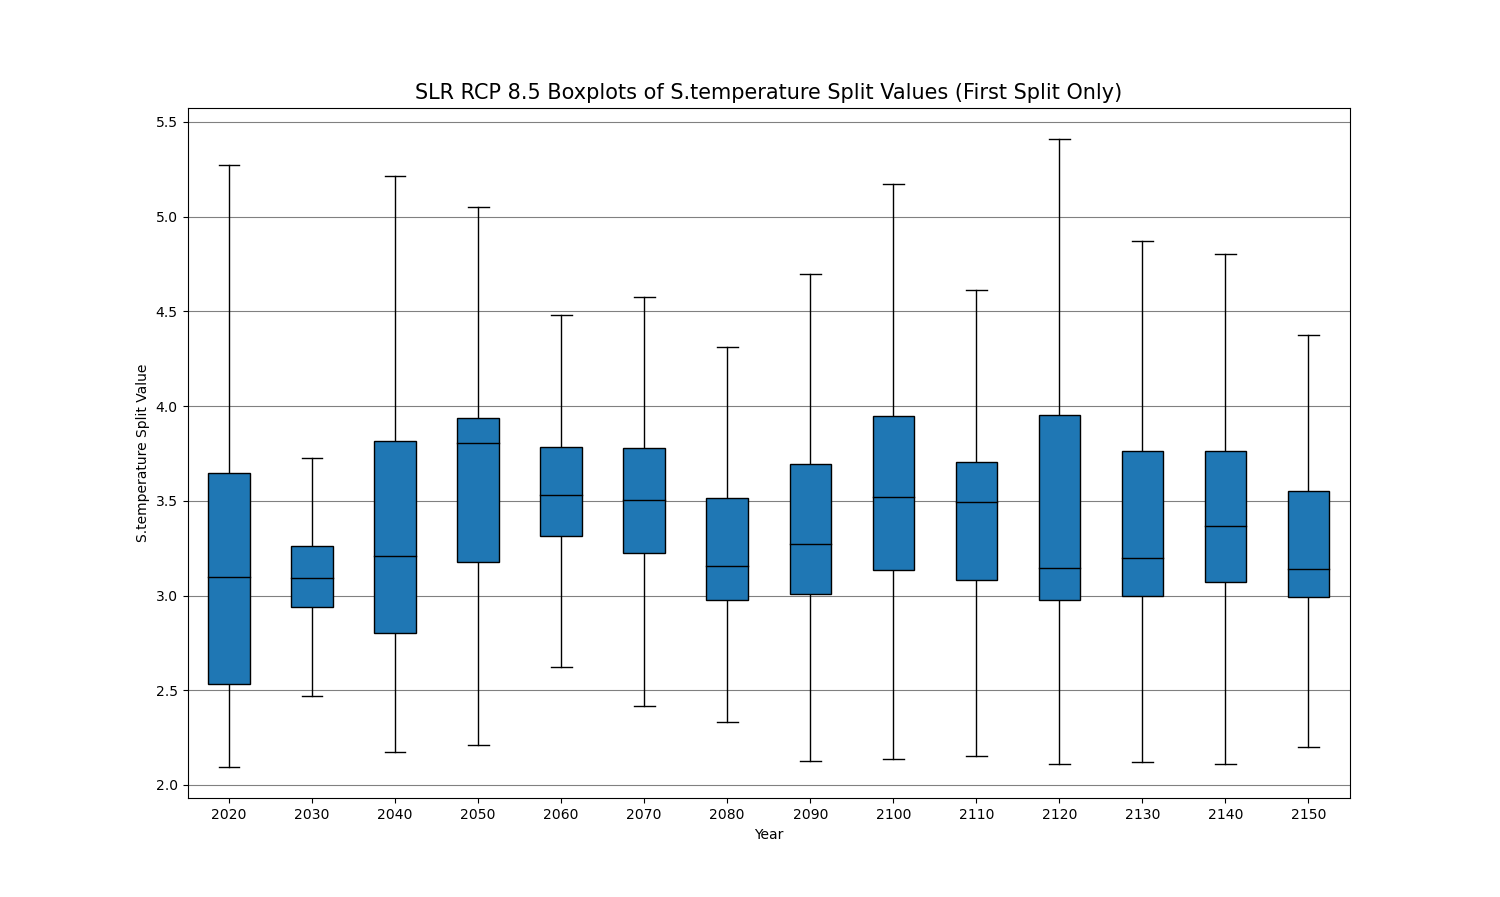 SLR RCP 8.5 Boxplots of S.temperature Split Values (First Split Only)
5.5
5.0
4.5
4.0
3.5
3.0
2.5
2.0
S.temperature Split Value
2020 2030 2040 2050 2060 2070 2080 2090 2100 2110 2120 2130 2140 2150
Year